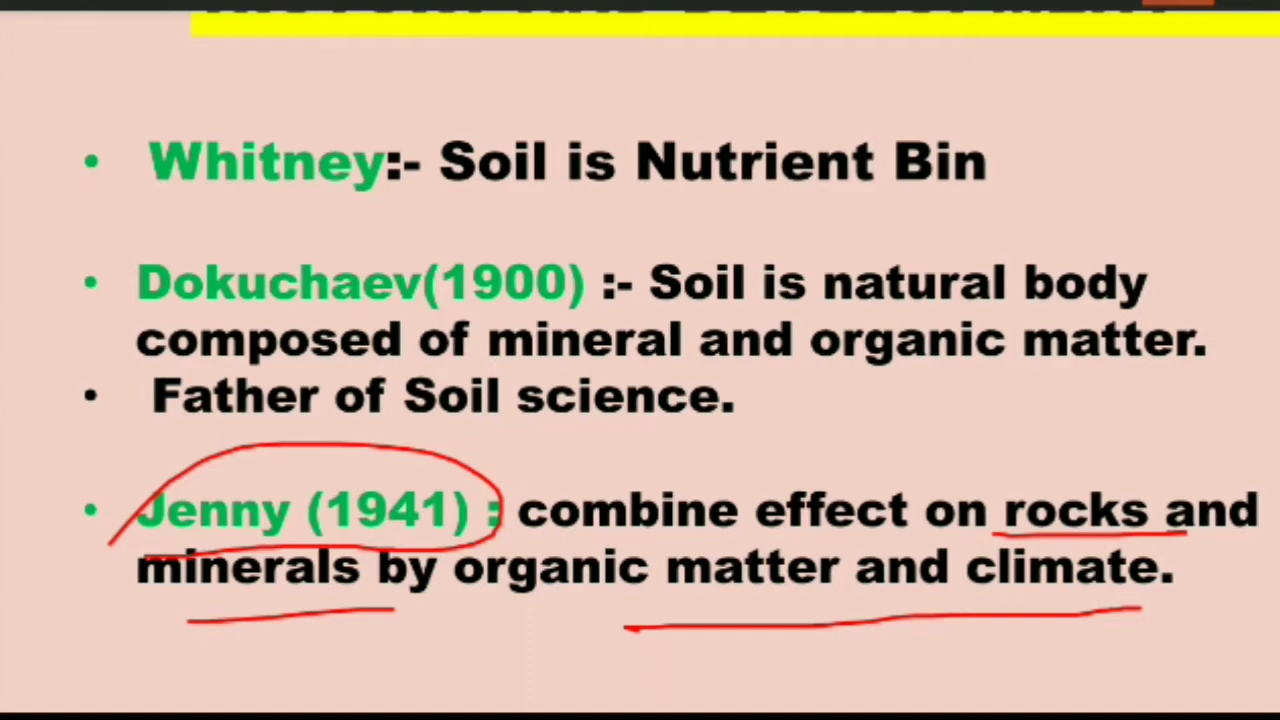 • Whitney:- Soil is Nutrient Bin
• Dokuchaev(1900) :- Soil is natural body
composed of mineral and organic matter.
• Father of Soil science.
• Jenny (1941) : combine effect on rocks and
minerals by organic matter and climate.